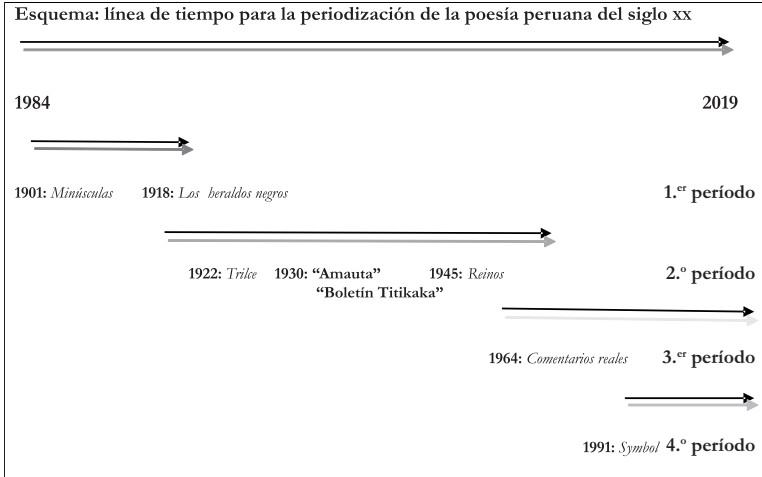 Esquema: línea de tiempo para la periodización de la poesía peruana del siglo XX
1984 2019
1901: Minúsculas 1918: Los heraldos negros 1.er período
1922: Trilce 1930: “Amauta” 1945: Reinos 2.º período
“Boletín Titikaka”
1964: Comentarios reales 3.er período
1991: Symbol 4.º período